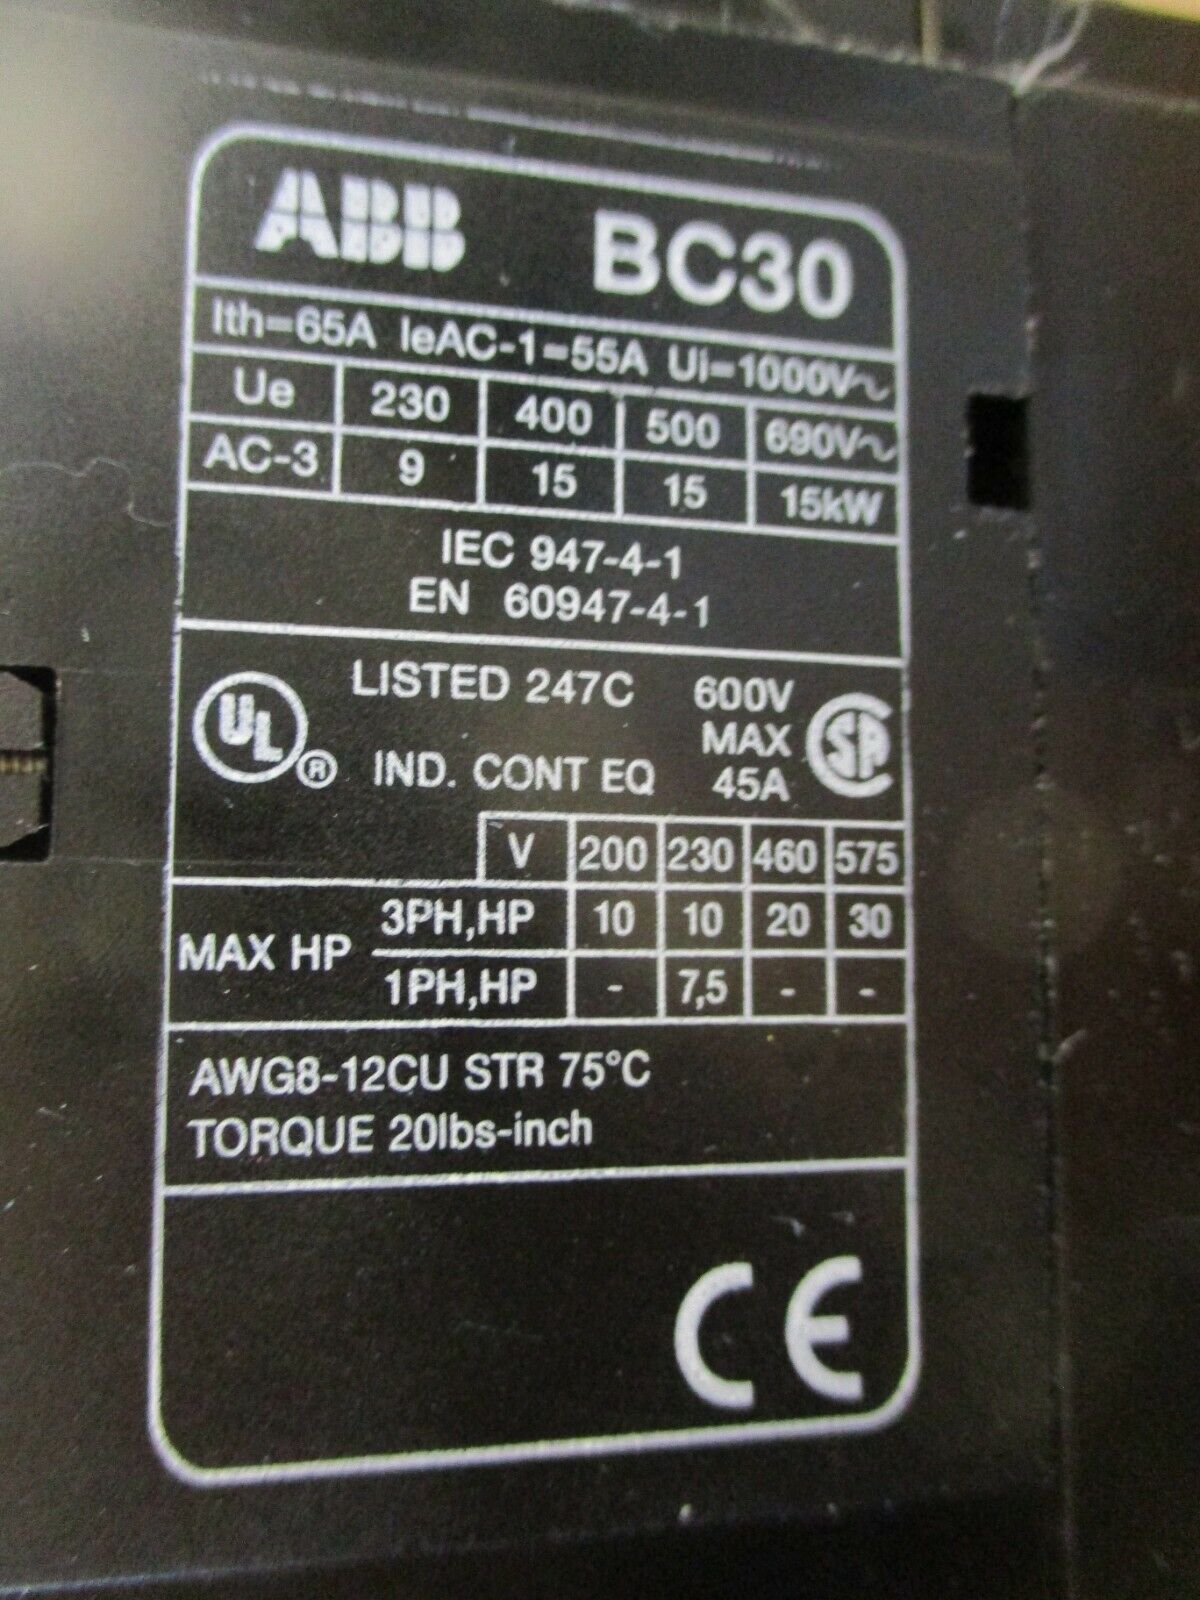 ABB BC30
Ith=65A IeAC-1=55A Ui=1000V~
Ue 230 400 500 690V~
AC-3 9 15 15 15kW
IEC 947-4-1
EN 60947-4-1
UL ® LISTED 247C 600V
MAX
IND. CONT EQ 45A SA
V 200 230 460 575
MAX HP 3PH,HP 10 10 20 30
1PH,HP - 7,5 - -
AWG8-12CU STR 75°C
TORQUE 20lbs-inch
CE